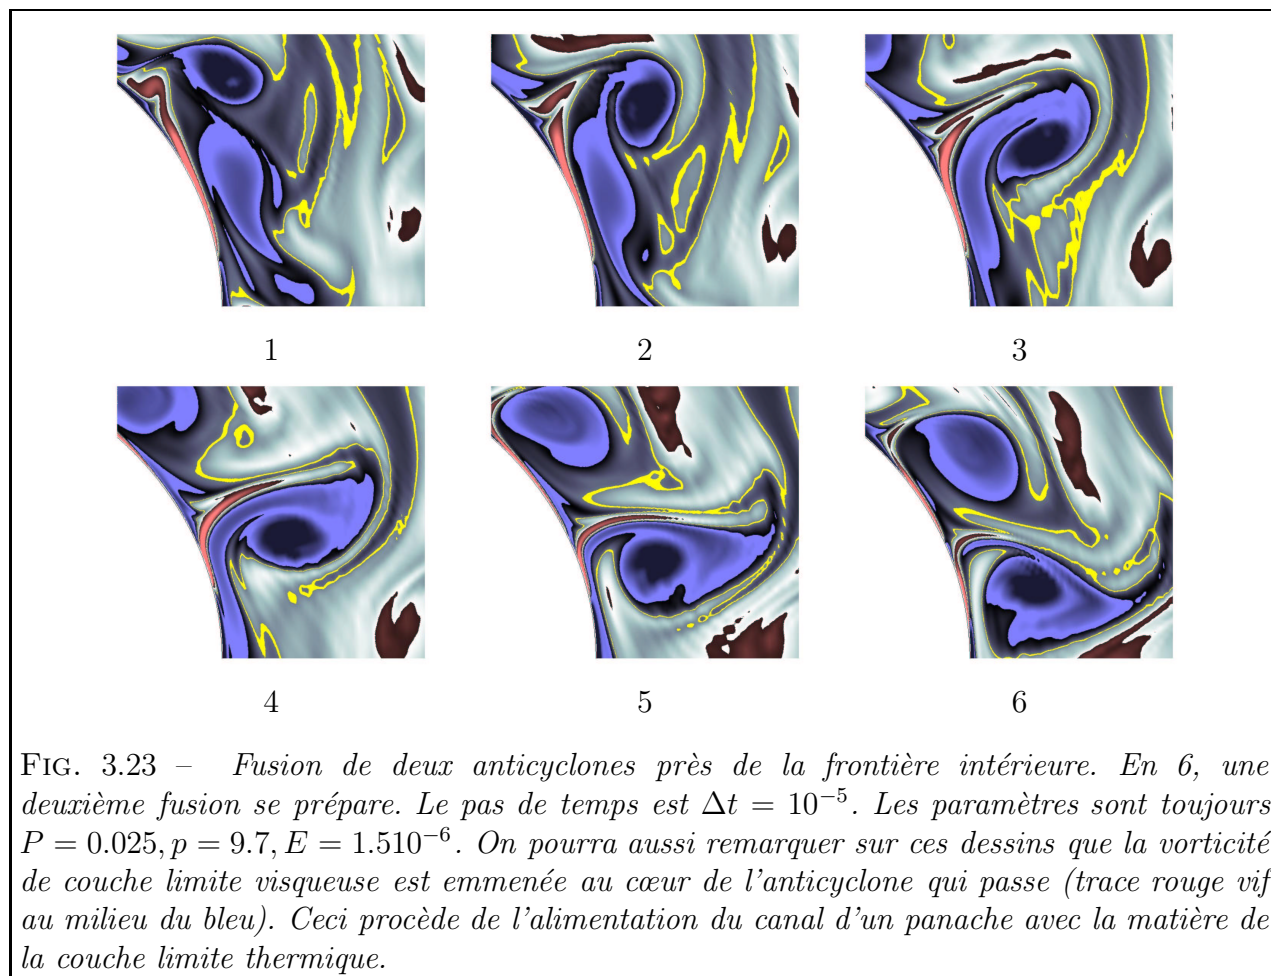 1 2 3
4 5 6
FIG. 3.23 – Fusion de deux anticyclones près de la frontière intérieure. En 6, une
deuxième fusion se prépare. Le pas de temps est Δt = 10⁻⁵. Les paramètres sont toujours
P = 0.025, p = 9.7, E = 1.510⁻⁶. On pourra aussi remarquer sur ces dessins que la vorticité
de couche limite visqueuse est emmenée au cœur de l'anticyclone qui passe (trace rouge vif
au milieu du bleu). Ceci procède de l'alimentation du canal d'un panache avec la matière de
la couche limite thermique.